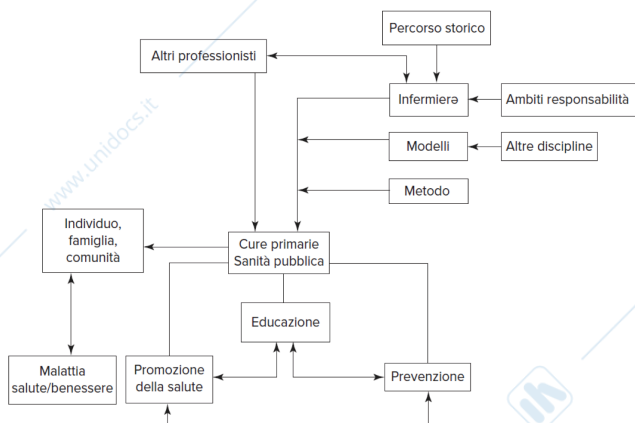 Percorso storico
Altri professionisti
Infermierə
Ambiti responsabilità
Modelli
Altre discipline
Metodo
Individuo,
famiglia,
comunità
Cure primarie
Sanità pubblica
Educazione
Malattia
salute/benessere
Promozione
della salute
Prevenzione
www.unidocs.it